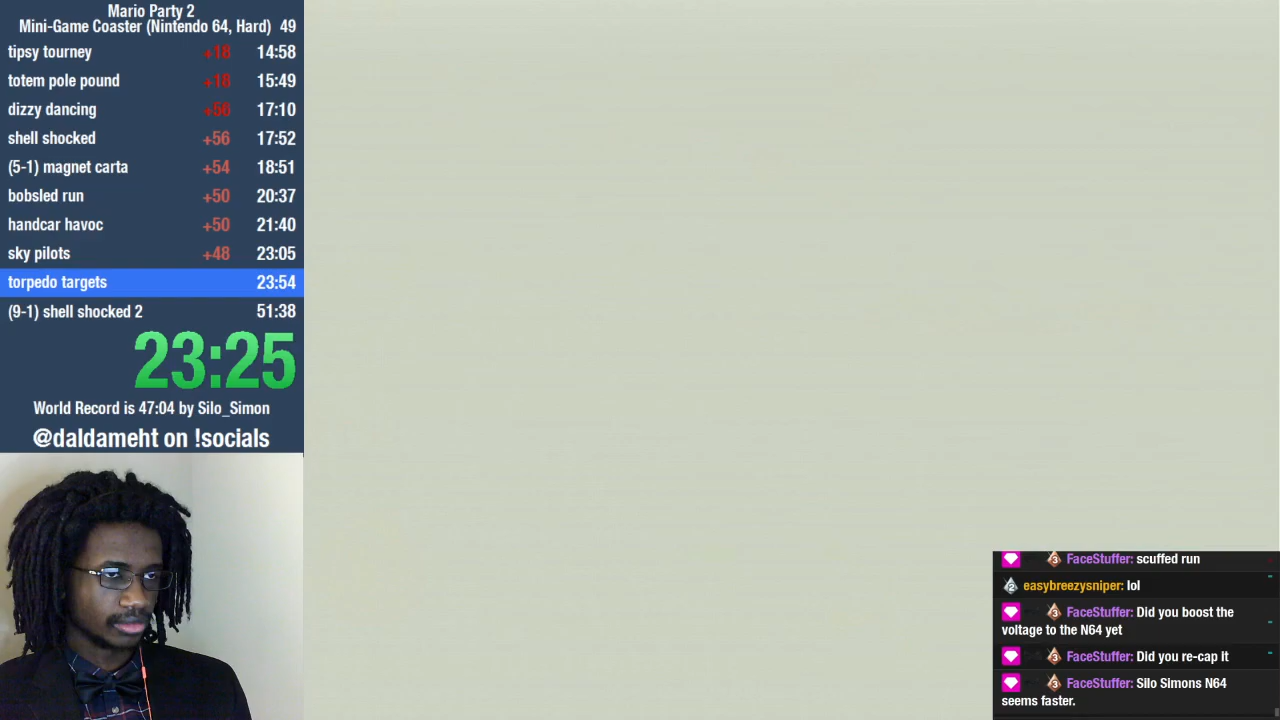 Mario Party 2
Mini-Game Coaster (Nintendo 64, Hard) 49
tipsy tourney +18 14:58
totem pole pound +18 15:49
dizzy dancing +56 17:10
shell shocked +56 17:52
(5-1) magnet carta +54 18:51
bobsled run +50 20:37
handcar havoc +50 21:40
sky pilots +48 23:05
torpedo targets 23:54
(9-1) shell shocked 2 51:38
23:25
World Record is 47:04 by Silo_Simon
@daldameht on !socials
3 FaceStuffer: scuffed run
2 easybreezysniper: lol
3 FaceStuffer: Did you boost the
voltage to the N64 yet
3 FaceStuffer: Did you re-cap it
3 FaceStuffer: Silo Simons N64
seems faster.